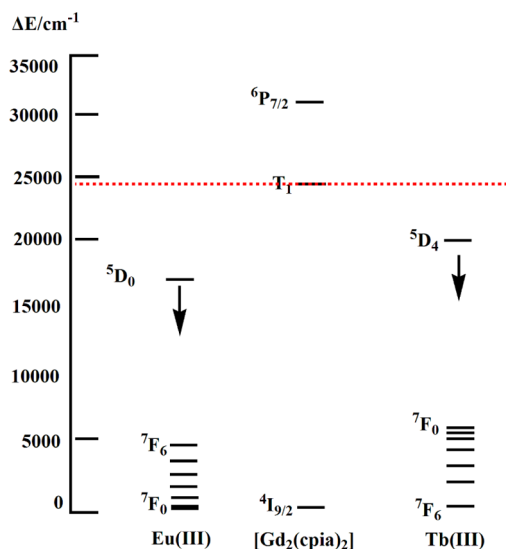 ΔE/cm⁻¹
35000
30000
25000
20000
15000
10000
5000
0
⁶P₇/₂
T₁
⁵D₄
⁵D₀
⁷F₀
⁷F₆
⁷F₀
⁴I₉/₂
⁷F₆
Eu(III)
[Gd₂(cpia)₂]
Tb(III)